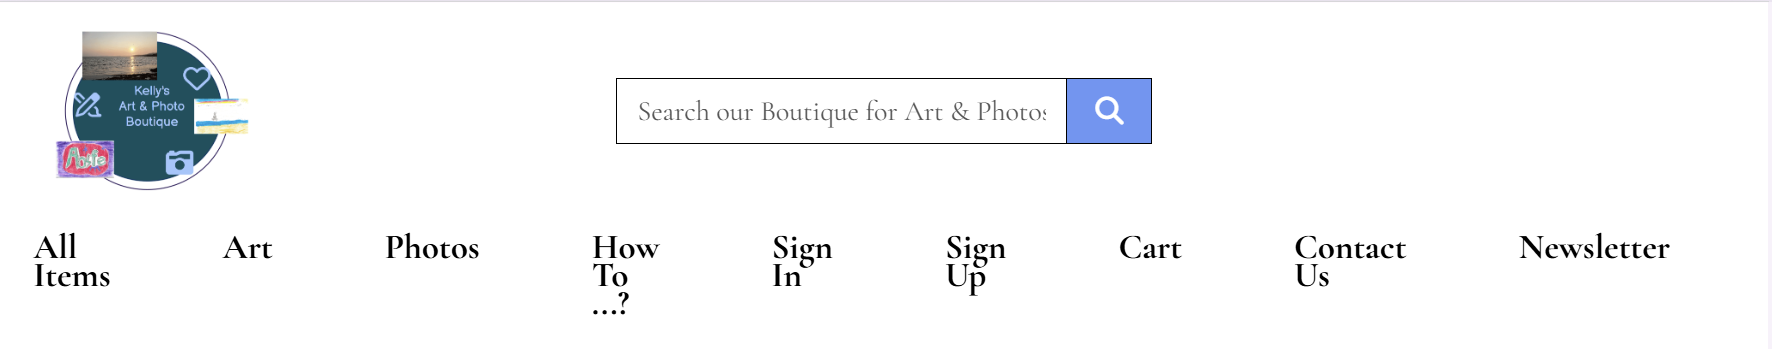 Kelly's
Art & Photo
Boutique
Arte
Search our Boutique for Art & Photos
All
Items
Art
Photos
How
To
...?
Sign
In
Sign
Up
Cart
Contact
Us
Newsletter